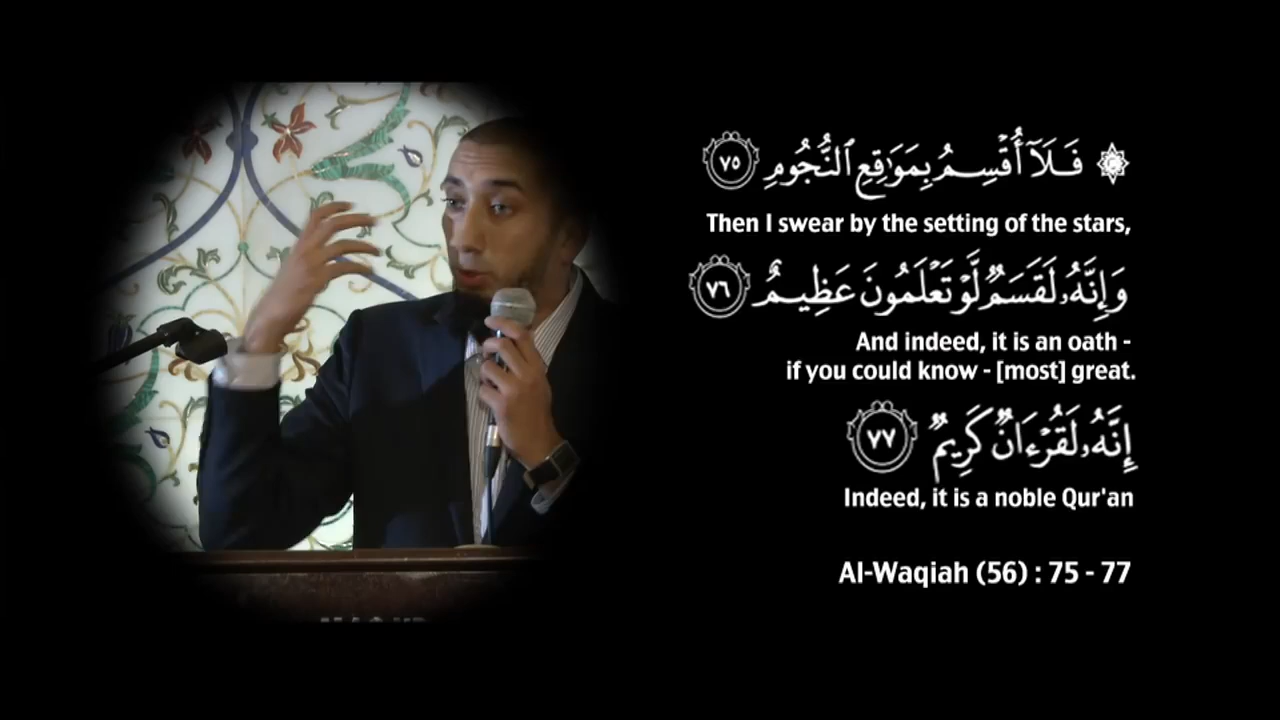 ۞ فَلَآ أُقْسِمُ بِمَوَٰقِعِ ٱلنُّجُومِ ٧٥
Then I swear by the setting of the stars,
وَإِنَّهُۥ لَقَسَمٌ لَّوْ تَعْلَمُونَ عَظِيمٌ ٧٦
And indeed, it is an oath -
if you could know - [most] great.
إِنَّهُۥ لَقُرْءَانٌ كَرِيمٌ ٧٧
Indeed, it is a noble Qur'an
Al-Waqiah (56) : 75 - 77